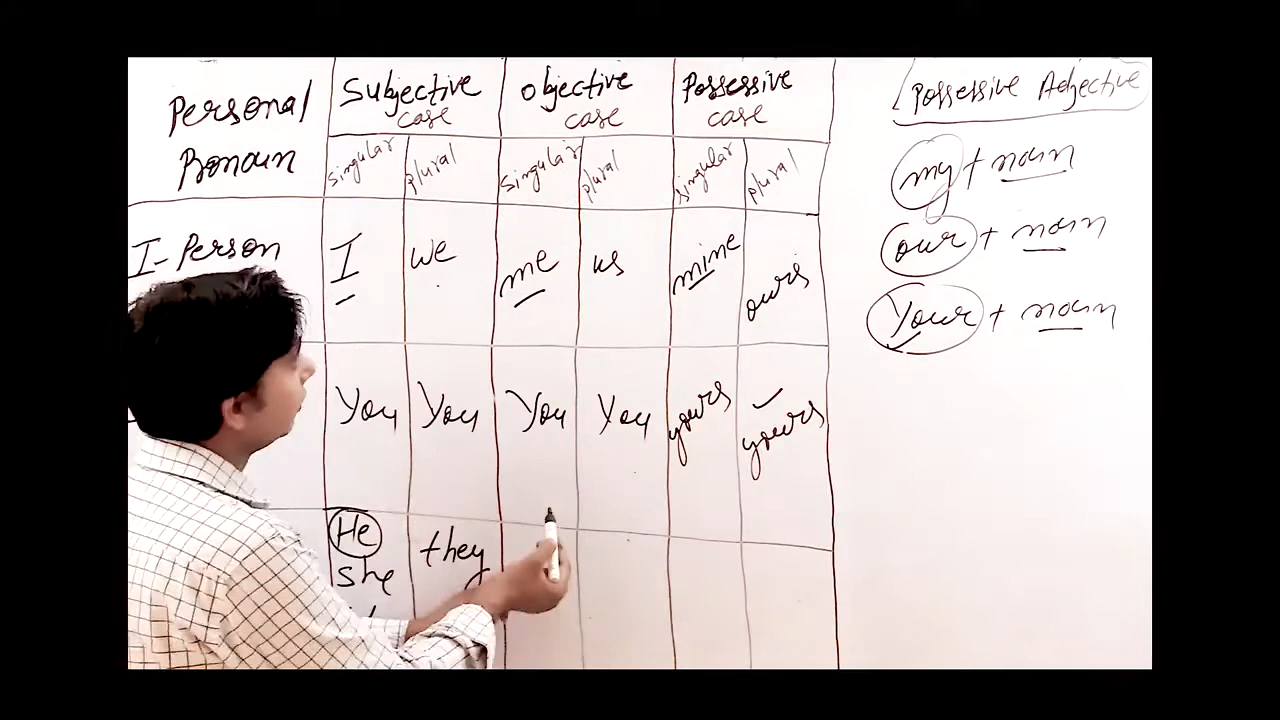 Personal
Pronoun
Subjective
case
objective
case
Possessive
case
singular
plural
singular
plural
singular
plural
I - Person
I
we
me
us
mine
ours
You
You
You
You
yours
yours
He
she
they
Possessive Adjective
my + noun
our + noun
Your + noun